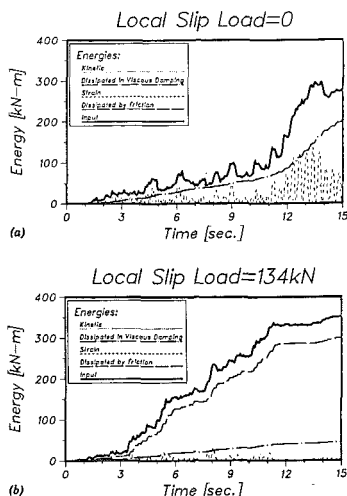 Local Slip Load=0
Energy [kN-m]
400
300
200
100
0
Energies:
Kinetic
Dissipated in Viscous Damping
Strain
Dissipated by friction
Input
0 3 6 9 12 15
(a)
Time [sec.]
Local Slip Load=134kN
Energy [kN-m]
400
300
200
100
0
Energies:
Kinetic
Dissipated in Viscous Damping
Strain
Dissipated by friction
Input
0 3 6 9 12 15
(b)
Time [sec.]